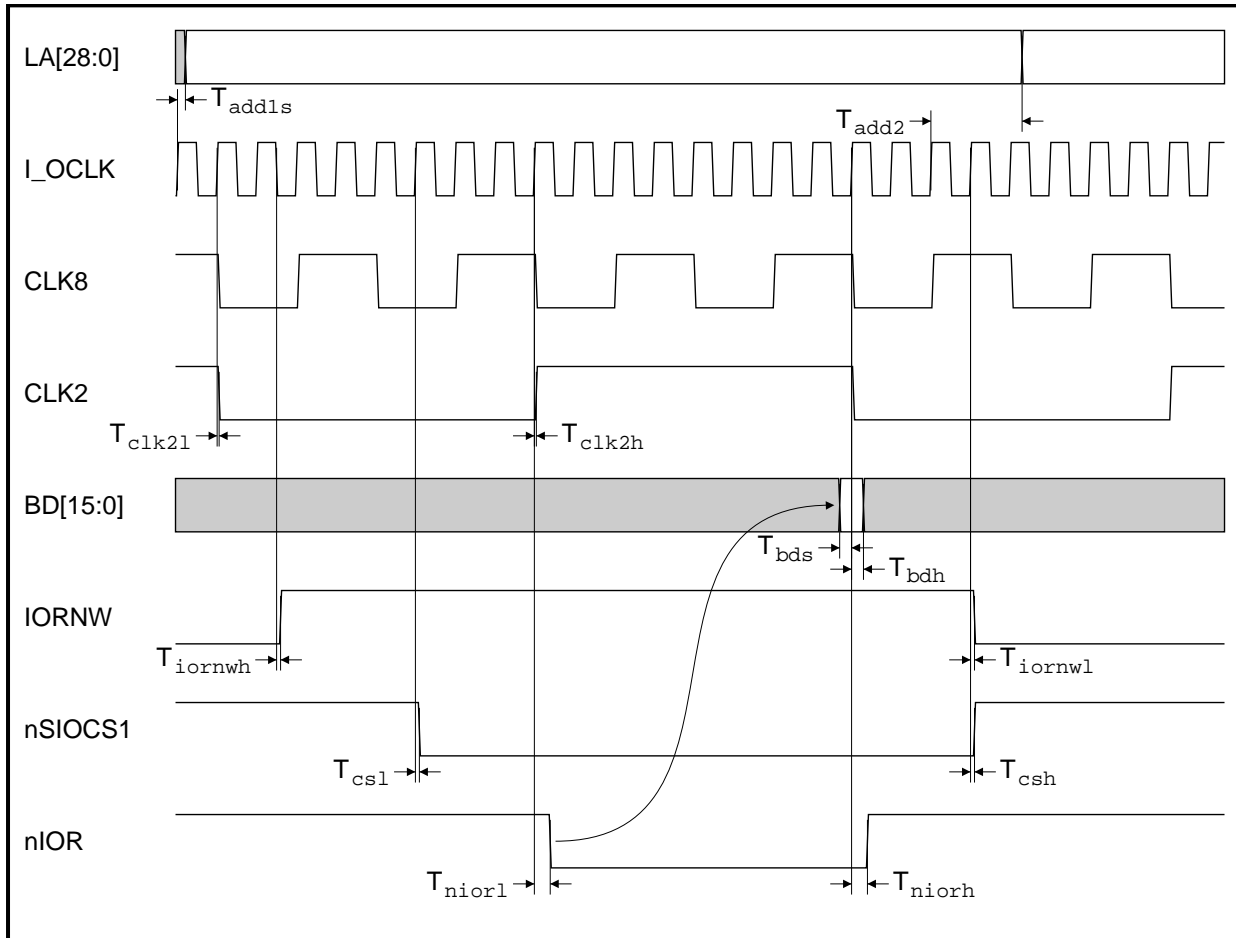 LA[28:0]
Tadd1s
Tadd2
I_OCLK
CLK8
CLK2
Tclk2l
Tclk2h
BD[15:0]
Tbds
Tbdh
IORNW
Tiornwh
Tiornwl
nSIOCS1
Tcsl
Tcsh
nIOR
Tniorl
Tniorh